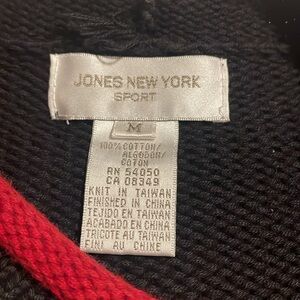 JONES NEW YORK
SPORT
M
100% COTTON/
ALGODON/
COTON
RN 54050
CA 08349
KNIT IN TAIWAN
FINISHED IN CHINA
TEJIDO EN TAIWAN
ACABADO EN CHINA
TRICOTE AU TAIWAN
FINI AU CHINE